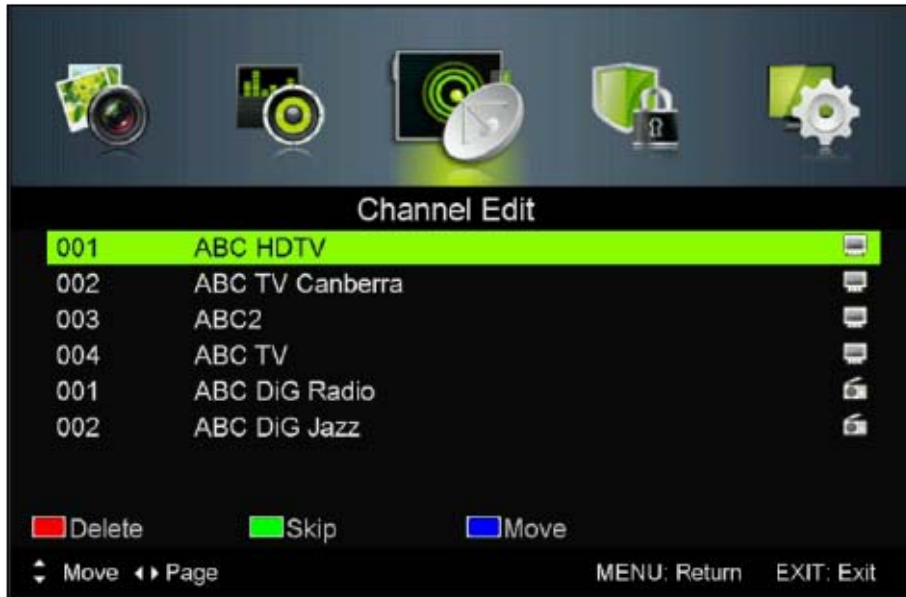 Channel Edit
001 ABC HDTV
002 ABC TV Canberra
003 ABC2
004 ABC TV
001 ABC DiG Radio
002 ABC DiG Jazz
Delete Skip Move
Move Page MENU: Return EXIT: Exit